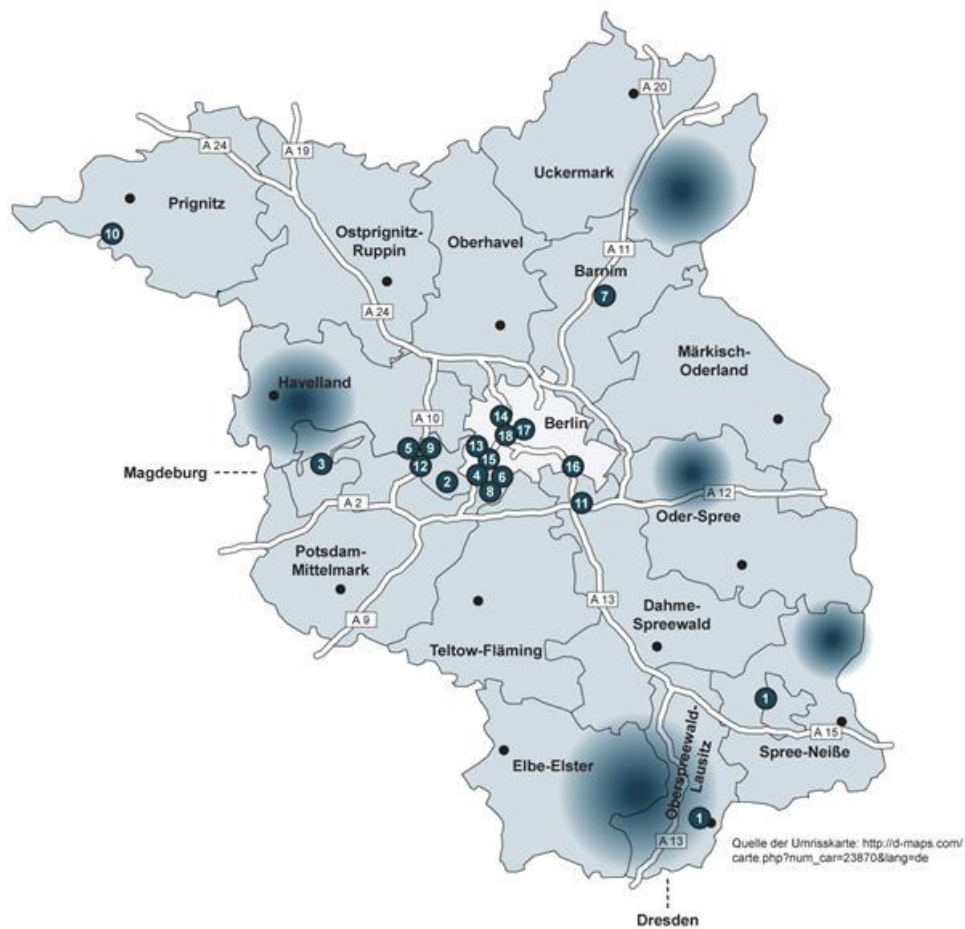 A 20
Uckermark
A 24
A 19
Prignitz
10
Ostprignitz-
Ruppin
Oberhavel
A 11
Barnim
7
A 24
Märkisch-
Oderland
Havelland
A 10
14
17
Berlin
18
5
9
13
15
Magdeburg
3
12
16
2
4
6
8
11
A 2
A 12
Oder-Spree
Potsdam-
Mittelmark
A 9
A 13
Dahme-
Spreewald
Teltow-Fläming
1
A 15
Spree-Neiße
Elbe-Elster
Oberspreewald-
Lausitz
1
A 13
Quelle der Umrisskarte: http://d-maps.com/
carte.php?num_car=23870&lang=de
Dresden